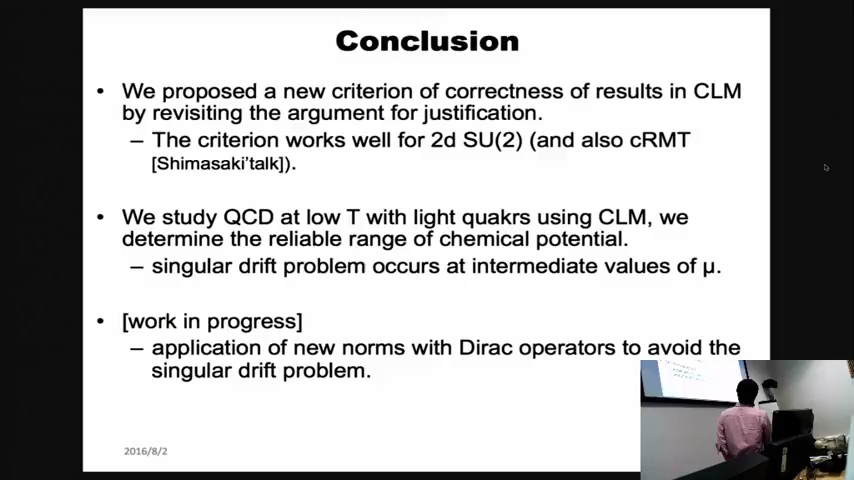 Conclusion
• We proposed a new criterion of correctness of results in CLM
by revisiting the argument for justification.
– The criterion works well for 2d SU(2) (and also cRMT
[Shimasaki'talk]).
• We study QCD at low T with light quakrs using CLM, we
determine the reliable range of chemical potential.
– singular drift problem occurs at intermediate values of µ.
• [work in progress]
– application of new norms with Dirac operators to avoid the
singular drift problem.
2016/8/2